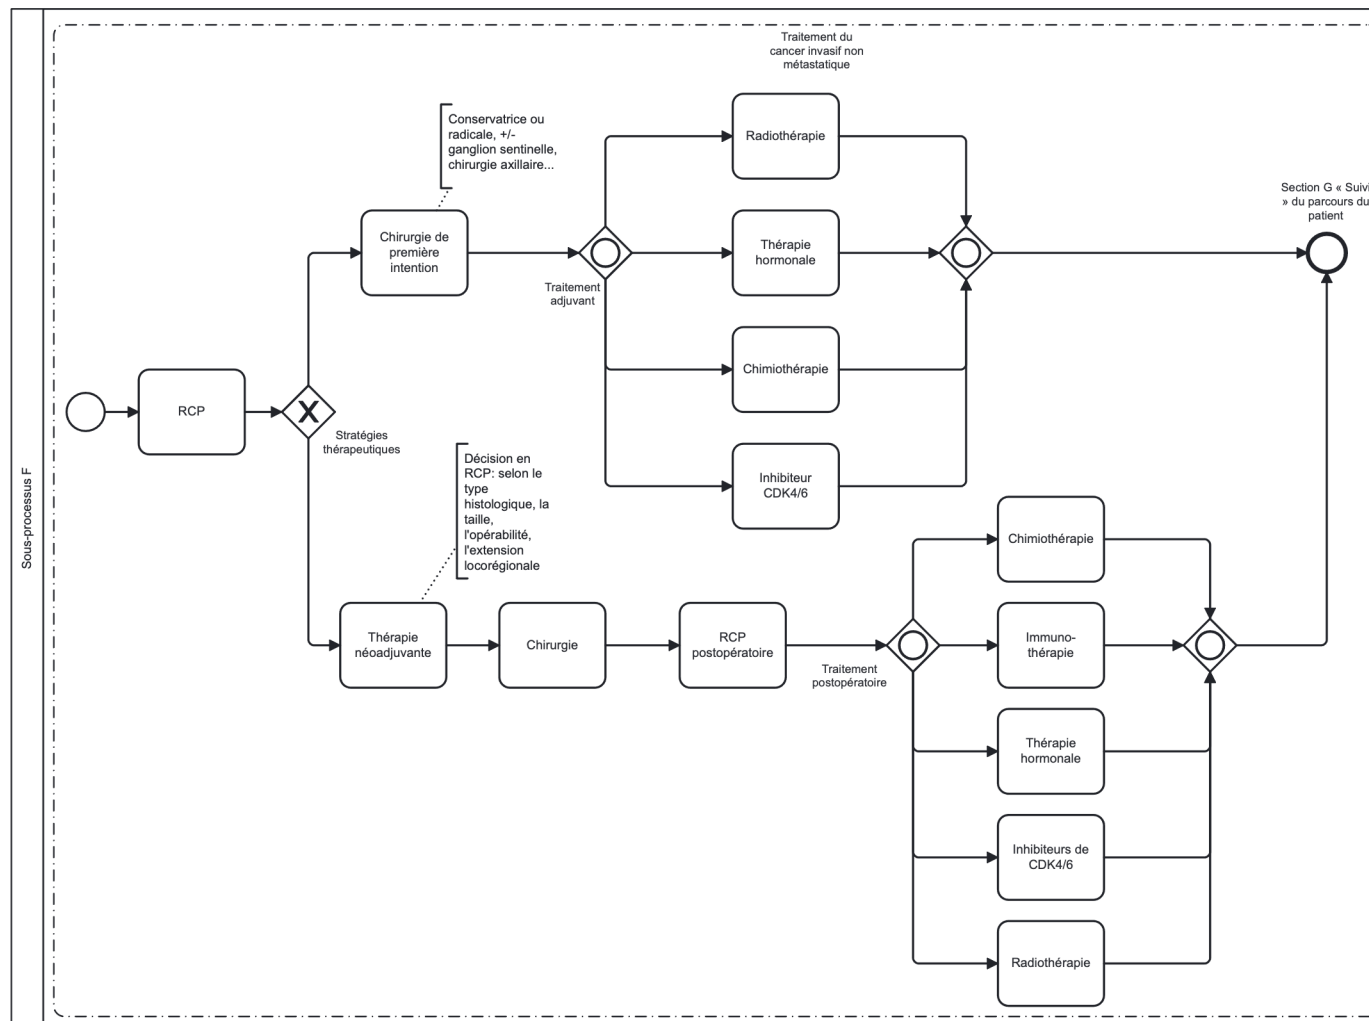 Sous-processus F
Traitement du
cancer invasif non
métastatique
Conservatrice ou
radicale, +/-
ganglion sentinelle,
chirurgie axillaire...
Radiothérapie
Section G « Suivi
» du parcours du
patient
Chirurgie de
première
intention
Thérapie
hormonale
Traitement
adjuvant
Chimiothérapie
RCP
X
Stratégies
thérapeutiques
Inhibiteur
CDK4/6
Décision en
RCP: selon le
type
histologique, la
taille,
l'opérabilité,
l'extension
locorégionale
Chimiothérapie
Thérapie
néoadjuvante
Chirurgie
RCP
postopératoire
Traitement
postopératoire
Immuno-
thérapie
Thérapie
hormonale
Inhibiteurs de
CDK4/6
Radiothérapie